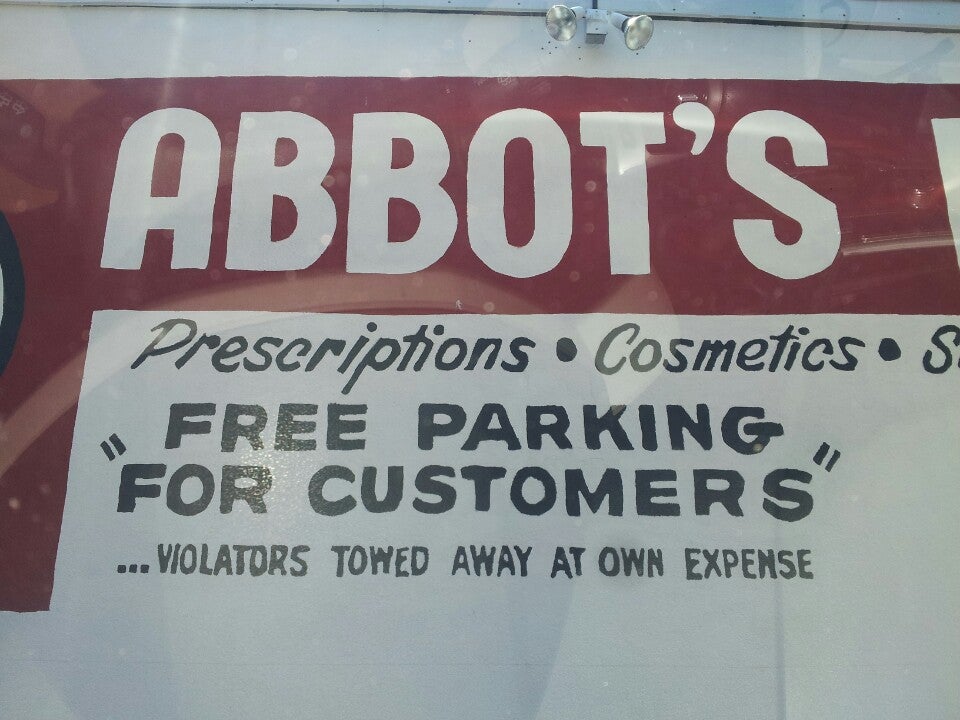 ABBOT'S
Prescriptions • Cosmetics •
"FREE PARKING
FOR CUSTOMERS"
...VIOLATORS TOWED AWAY AT OWN EXPENSE